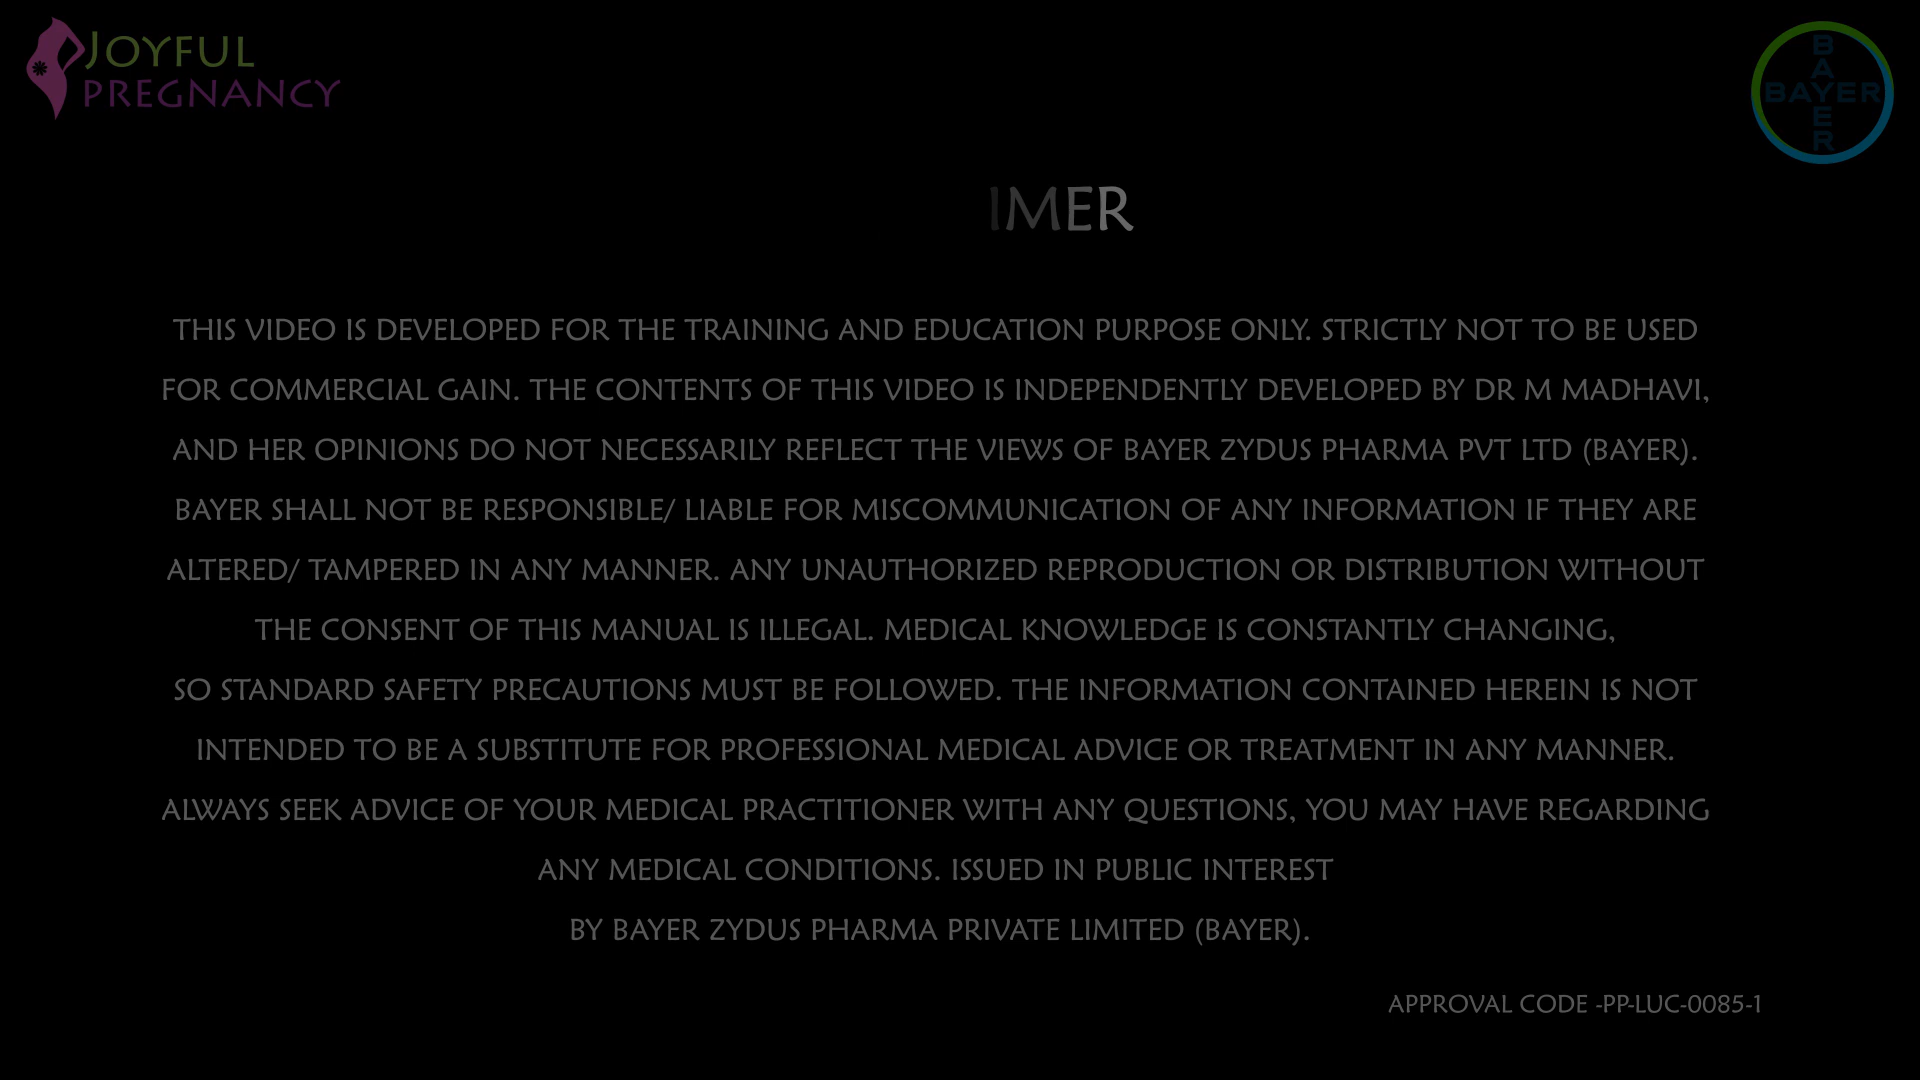 JOYFUL
PREGNANCY
BAYER
BAYER
IMER
THIS VIDEO IS DEVELOPED FOR THE TRAINING AND EDUCATION PURPOSE ONLY. STRICTLY NOT TO BE USED
FOR COMMERCIAL GAIN. THE CONTENTS OF THIS VIDEO IS INDEPENDENTLY DEVELOPED BY DR M MADHAVI,
AND HER OPINIONS DO NOT NECESSARILY REFLECT THE VIEWS OF BAYER ZYDUS PHARMA PVT LTD (BAYER).
BAYER SHALL NOT BE RESPONSIBLE/ LIABLE FOR MISCOMMUNICATION OF ANY INFORMATION IF THEY ARE
ALTERED/ TAMPERED IN ANY MANNER. ANY UNAUTHORIZED REPRODUCTION OR DISTRIBUTION WITHOUT
THE CONSENT OF THIS MANUAL IS ILLEGAL. MEDICAL KNOWLEDGE IS CONSTANTLY CHANGING,
SO STANDARD SAFETY PRECAUTIONS MUST BE FOLLOWED. THE INFORMATION CONTAINED HEREIN IS NOT
INTENDED TO BE A SUBSTITUTE FOR PROFESSIONAL MEDICAL ADVICE OR TREATMENT IN ANY MANNER.
ALWAYS SEEK ADVICE OF YOUR MEDICAL PRACTITIONER WITH ANY QUESTIONS, YOU MAY HAVE REGARDING
ANY MEDICAL CONDITIONS. ISSUED IN PUBLIC INTEREST
BY BAYER ZYDUS PHARMA PRIVATE LIMITED (BAYER).
APPROVAL CODE -PP-LUC-0085-1